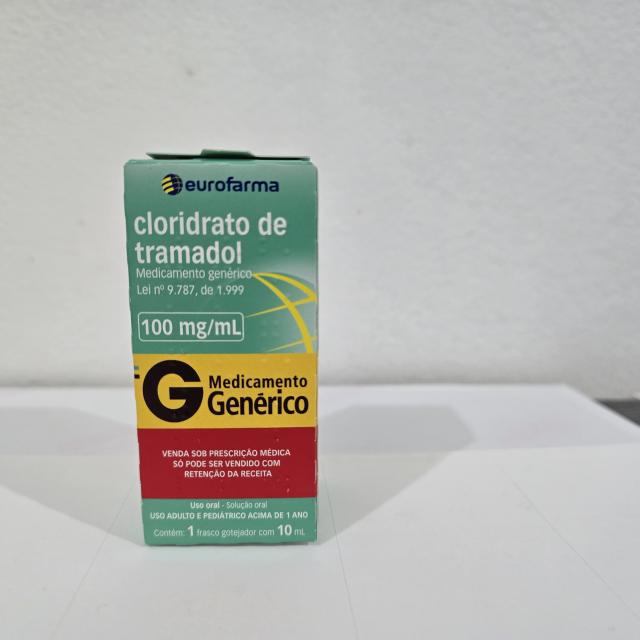 eurofarma
cloridrato de
tramadol
Medicamento genérico
Lei nº 9.787, de 1.999
100 mg/mL
G Medicamento
Genérico
VENDA SOB PRESCRIÇÃO MÉDICA
SÓ PODE SER VENDIDO COM
RETENÇÃO DA RECEITA
Uso oral - Solução oral
USO ADULTO E PEDIÁTRICO ACIMA DE 1 ANO
Contém: 1 frasco gotejador com 10 mL